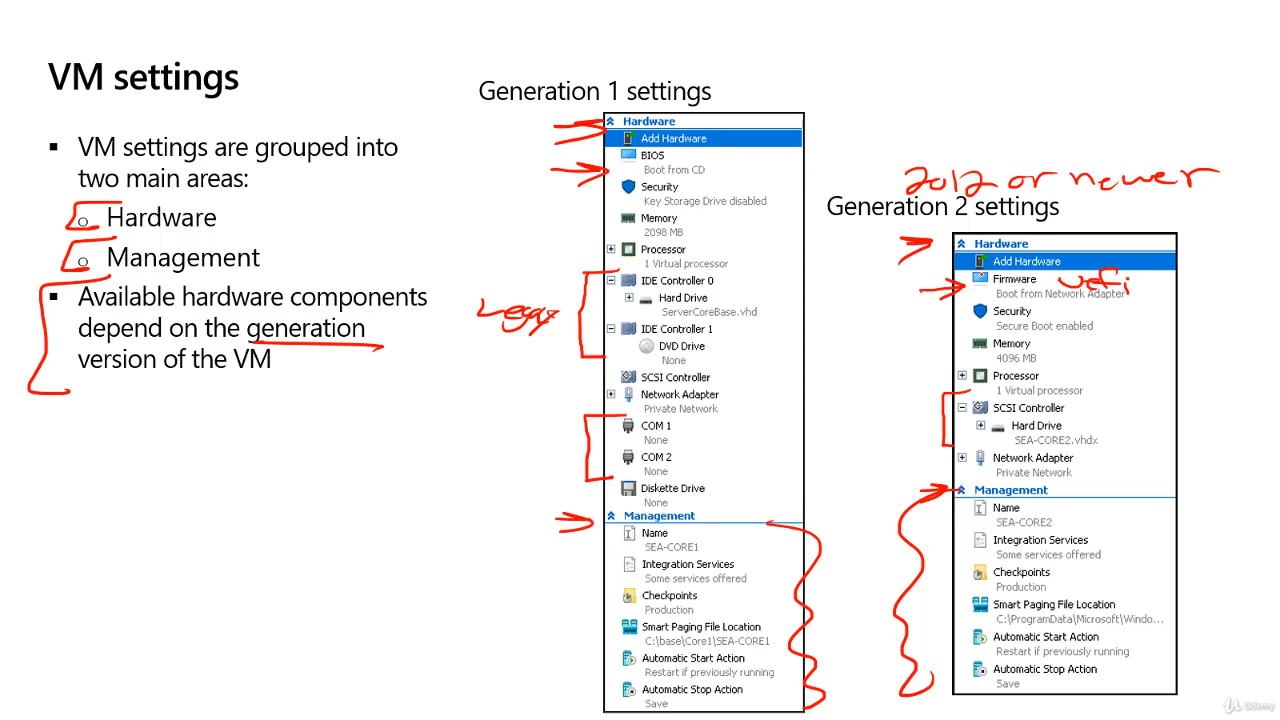 VM settings
▪ VM settings are grouped into
two main areas:
o Hardware
o Management
▪ Available hardware components
depend on the generation
version of the VM
Generation 1 settings
Hardware
Add Hardware
BIOS
Boot from CD
Security
Key Storage Drive disabled
Memory
2098 MB
Processor
1 Virtual processor
IDE Controller 0
Hard Drive
ServerCoreBase.vhd
IDE Controller 1
DVD Drive
None
SCSI Controller
Network Adapter
Private Network
COM 1
None
COM 2
None
Diskette Drive
None
Management
Name
SEA-CORE1
Integration Services
Some services offered
Checkpoints
Production
Smart Paging File Location
C:\base\Core1\SEA-CORE1
Automatic Start Action
Restart if previously running
Automatic Stop Action
Save
2012 or newer
Generation 2 settings
Hardware
Add Hardware
Firmware uefi
Boot from Network Adapter
Security
Secure Boot enabled
Memory
4096 MB
Processor
1 Virtual processor
SCSI Controller
Hard Drive
SEA-CORE2.vhdx
Network Adapter
Private Network
Management
Name
SEA-CORE2
Integration Services
Some services offered
Checkpoints
Production
Smart Paging File Location
C:\ProgramData\Microsoft\Windo...
Automatic Start Action
Restart if previously running
Automatic Stop Action
Save
Udemy